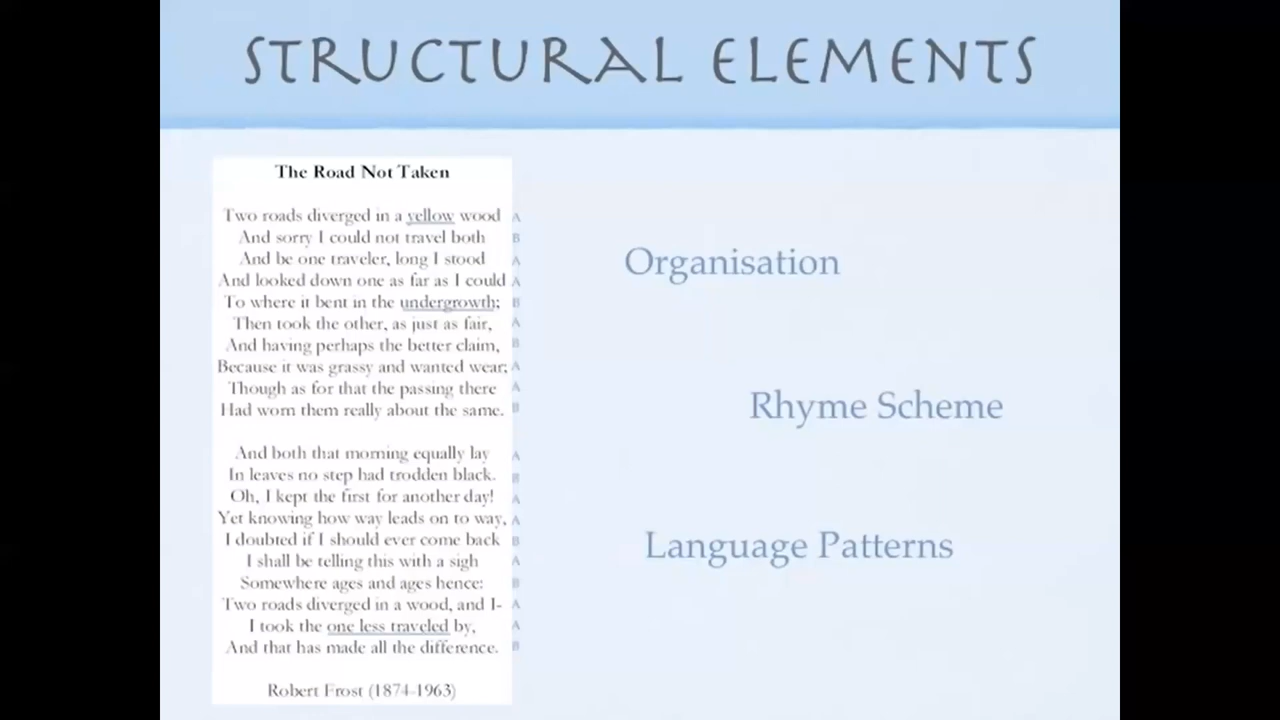 STRUCTURAL ELEMENTS
The Road Not Taken
Two roads diverged in a yellow wood A
And sorry I could not travel both B
And be one traveler, long I stood A
And looked down one as far as I could A
To where it bent in the undergrowth; B
Then took the other, as just as fair, A
And having perhaps the better claim, B
Because it was grassy and wanted wear; A
Though as for that the passing there A
Had worn them really about the same. B
And both that morning equally lay A
In leaves no step had trodden black. B
Oh, I kept the first for another day! A
Yet knowing how way leads on to way, A
I doubted if I should ever come back B
I shall be telling this with a sigh A
Somewhere ages and ages hence: B
Two roads diverged in a wood, and I- A
I took the one less traveled by, A
And that has made all the difference. B
Robert Frost (1874-1963)
Organisation
Rhyme Scheme
Language Patterns